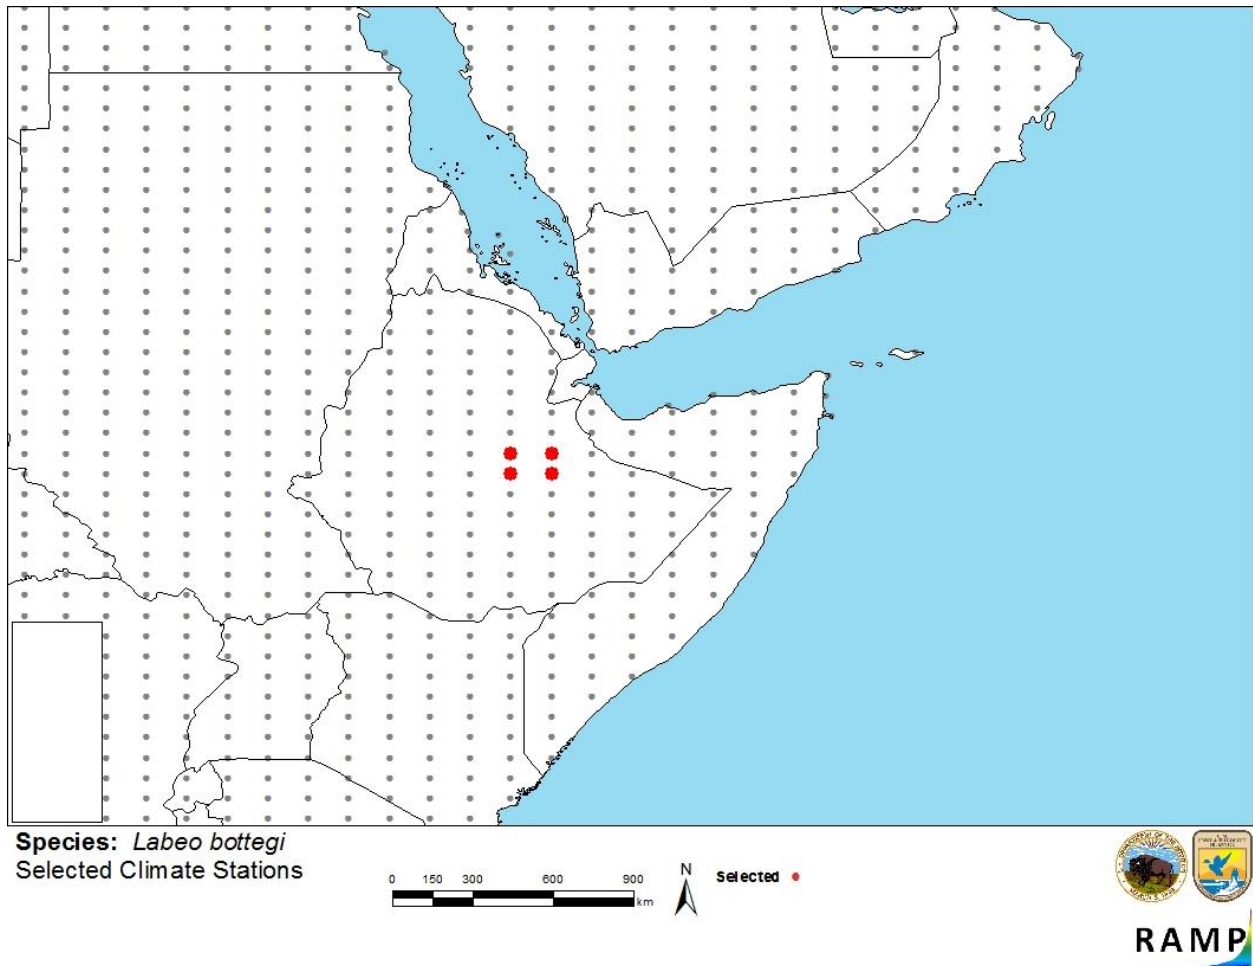 Species: Labeo bottegi
Selected Climate Stations
0 150 300 600 900
km
N
Selected
RAMP